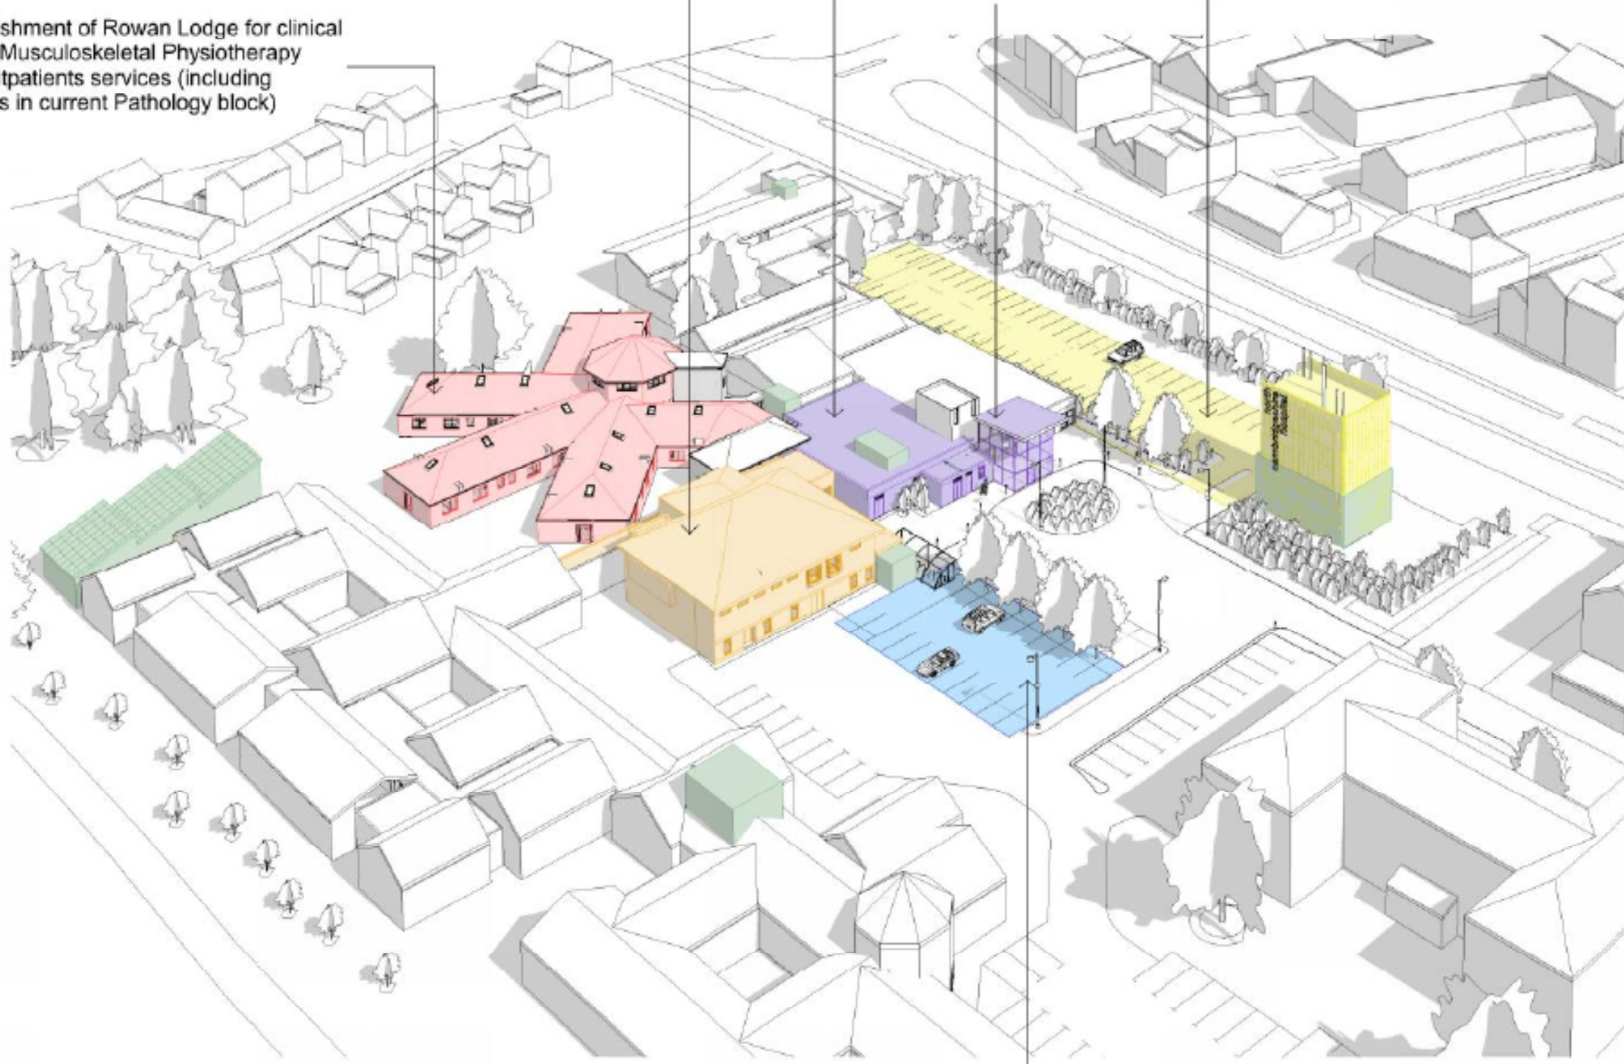 shment of Rowan Lodge for clinical
Musculoskeletal Physiotherapy
tpatients services (including
s in current Pathology block)